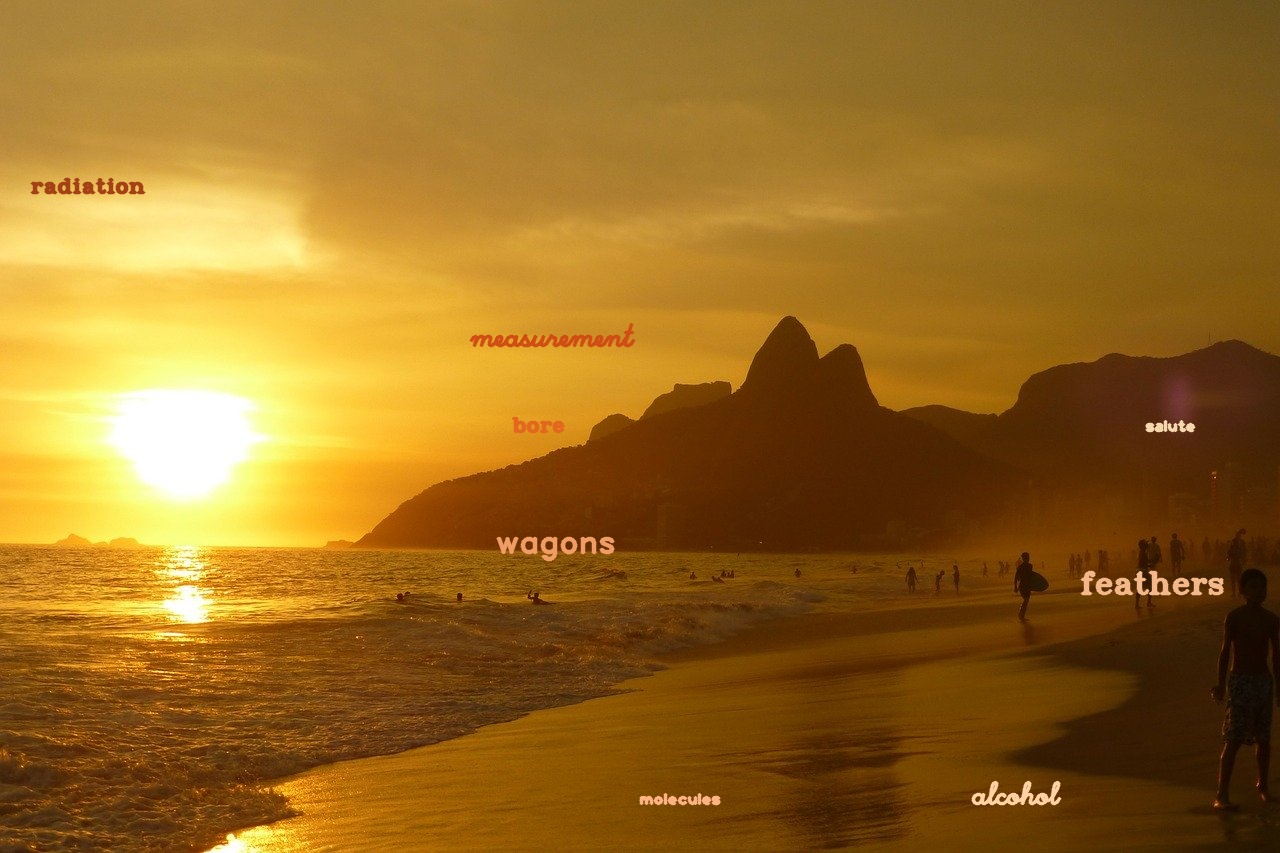 radiation
measurement
bore
salute
wagons
feathers
molecules
alcohol